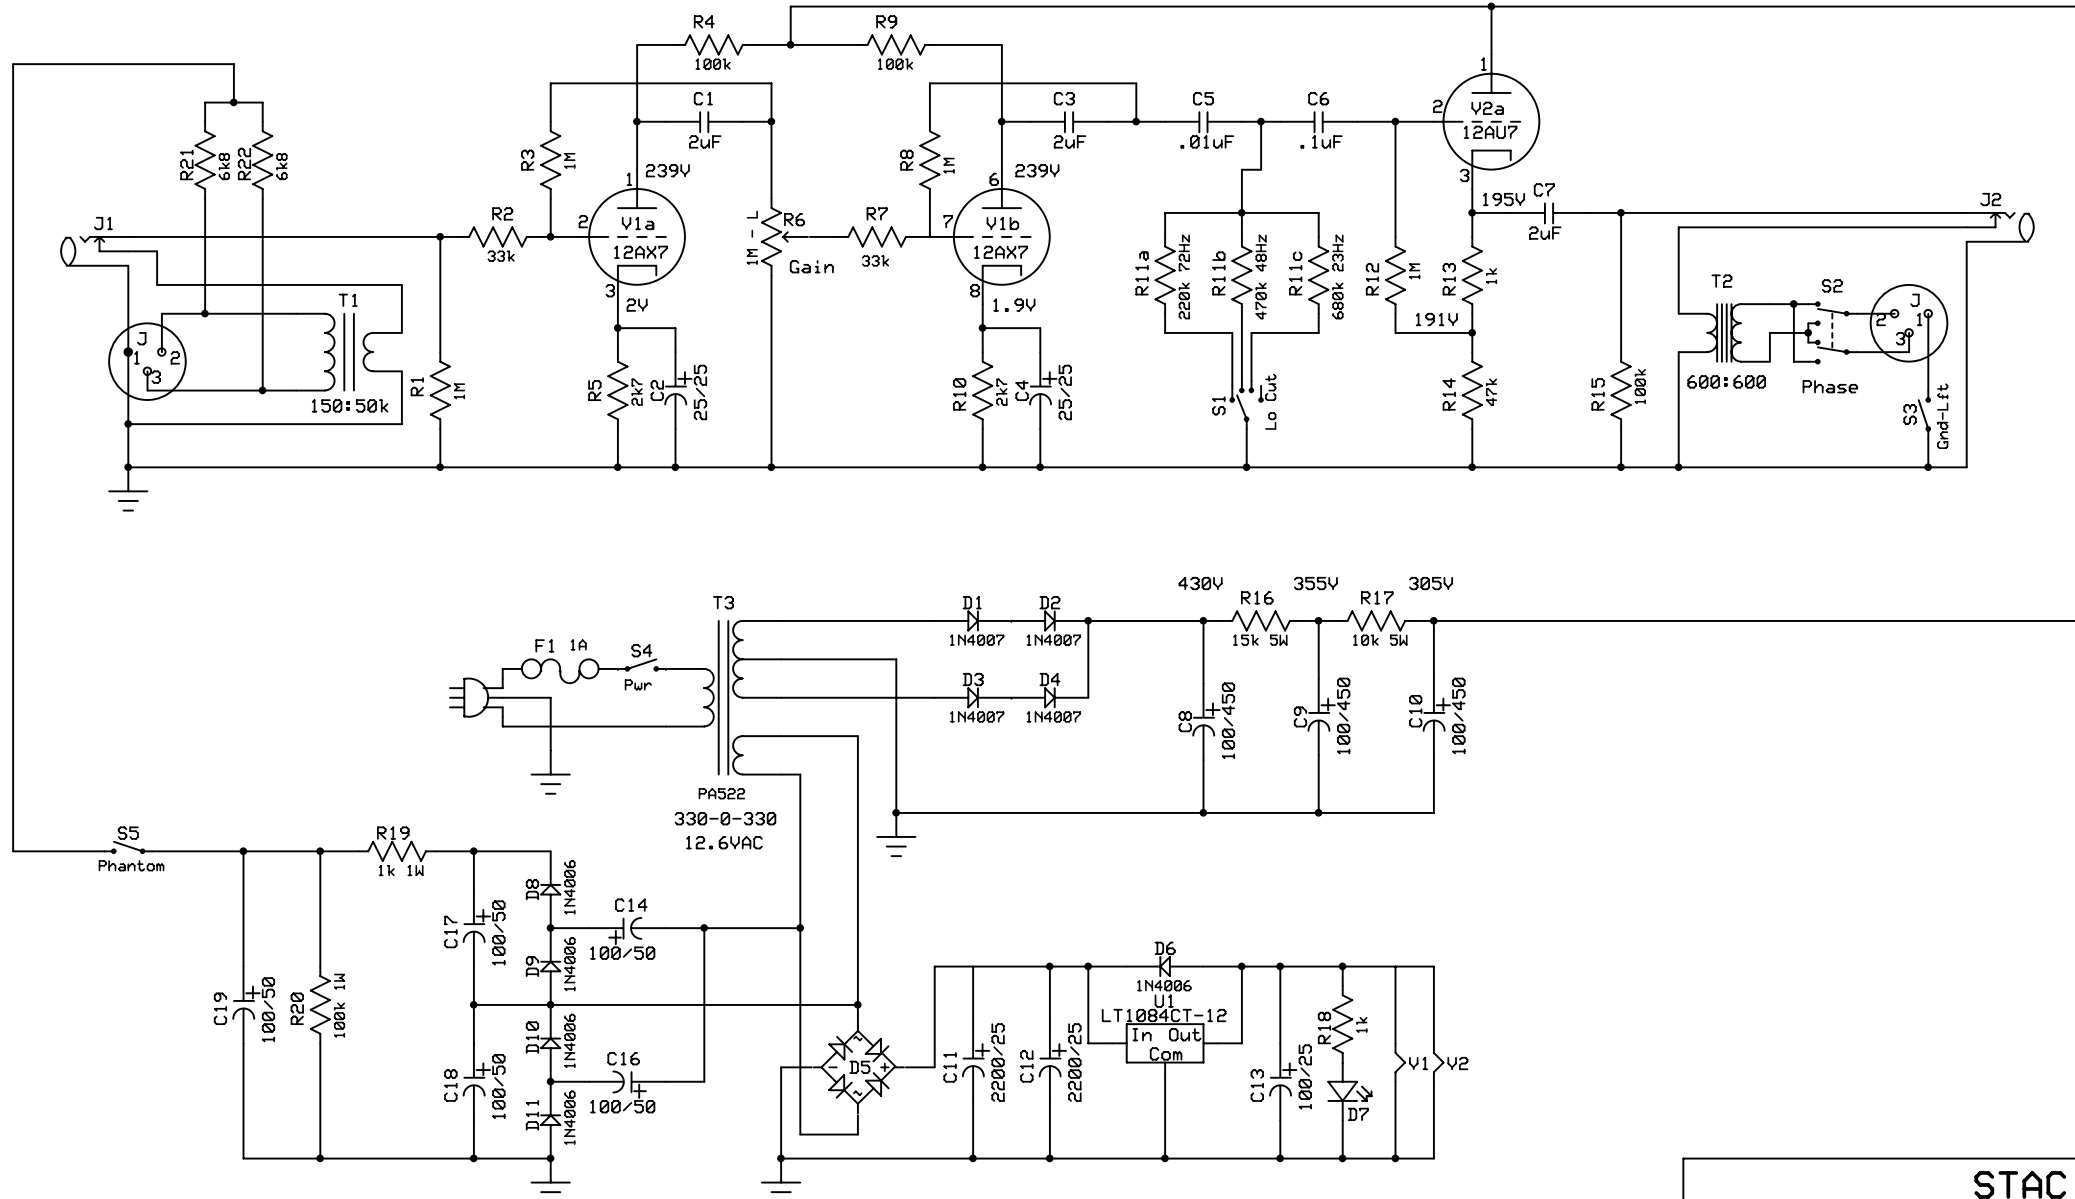 R4
100k
R9
100k
C1
2uF
C3
2uF
C5
.01uF
C6
.1uF
1
2
V2a
12AU7
3
R21
6k8
R22
6k8
R3
1M
R8
1M
1
239V
6
239V
195V
C7
2uF
J1
R2
33k
2
V1a
12AX7
3
2V
1M - L
R6
Gain
R7
33k
7
V1b
12AX7
8
1.9V
R11a
220k 72Hz
R11b
470k 48Hz
R11c
680k 23Hz
R12
1M
R13
1k
191V
J2
T1
150:50k
J
1
2
3
R1
1M
R5
2k7
C2
+
25/25
R10
2k7
C4
+
25/25
S1
Lo Cut
R14
47k
R15
100k
T2
600:600
S2
Phase
J
2
1
3
S3
Gnd-Lft
T3
PA522
330-0-330
12.6VAC
F1 1A
S4
Pwr
D1
1N4007
D2
1N4007
D3
1N4007
D4
1N4007
430V
R16
15k 5W
355V
R17
10k 5W
305V
C8
+
100/450
C9
+
100/450
C10
+
100/450
S5
Phantom
R19
1k 1W
D8
1N4006
C17
+
100/50
C14
+
100/50
D9
1N4006
C19
+
100/50
R20
100k 1W
D10
1N4006
C18
+
100/50
C16
+
100/50
D11
1N4006
~
- D5 +
~
C11
+
2200/25
C12
+
2200/25
D6
1N4006
U1
LT1084CT-12
In Out
Com
C13
+
100/25
R18
1k
D7
V1
V2
STAC